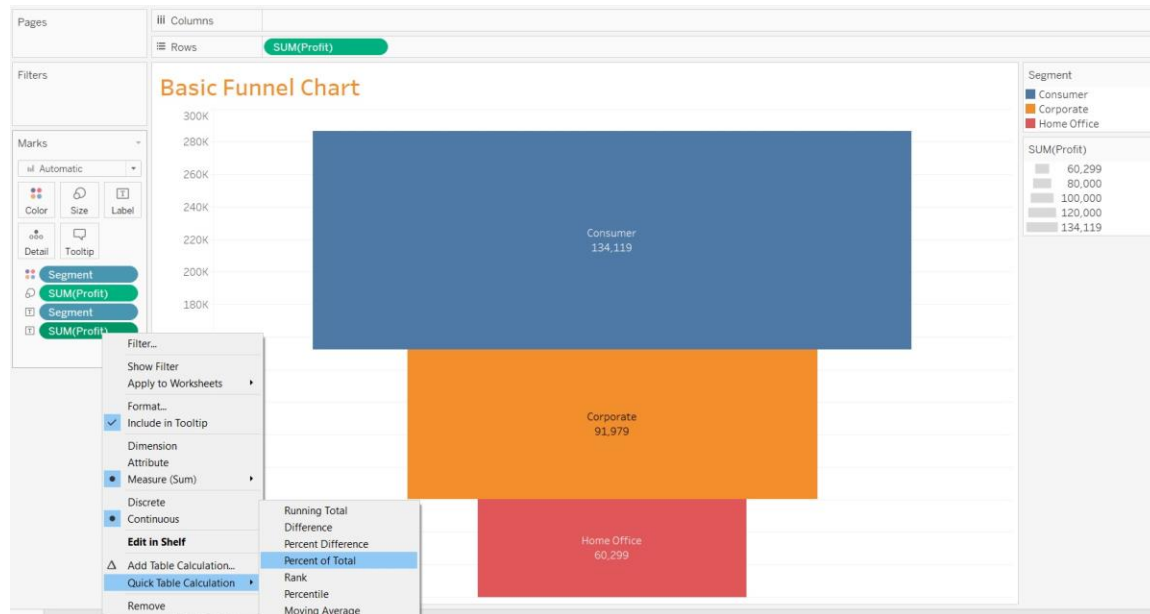 Pages
Columns
Rows
SUM(Profit)
Filters
Basic Funnel Chart
Marks
Automatic
Color
Size
Label
Detail
Tooltip
Segment
SUM(Profit)
Segment
SUM(Profit)
300K
280K
260K
240K
220K
200K
180K
Consumer
134,119
Corporate
91,979
Home Office
60,299
Filter...
Show Filter
Apply to Worksheets
Format...
Include in Tooltip
Dimension
Attribute
Measure (Sum)
Discrete
Continuous
Edit in Shelf
Add Table Calculation...
Quick Table Calculation
Remove
Running Total
Difference
Percent Difference
Percent of Total
Rank
Percentile
Moving Average
Segment
Consumer
Corporate
Home Office
SUM(Profit)
60,299
80,000
100,000
120,000
134,119